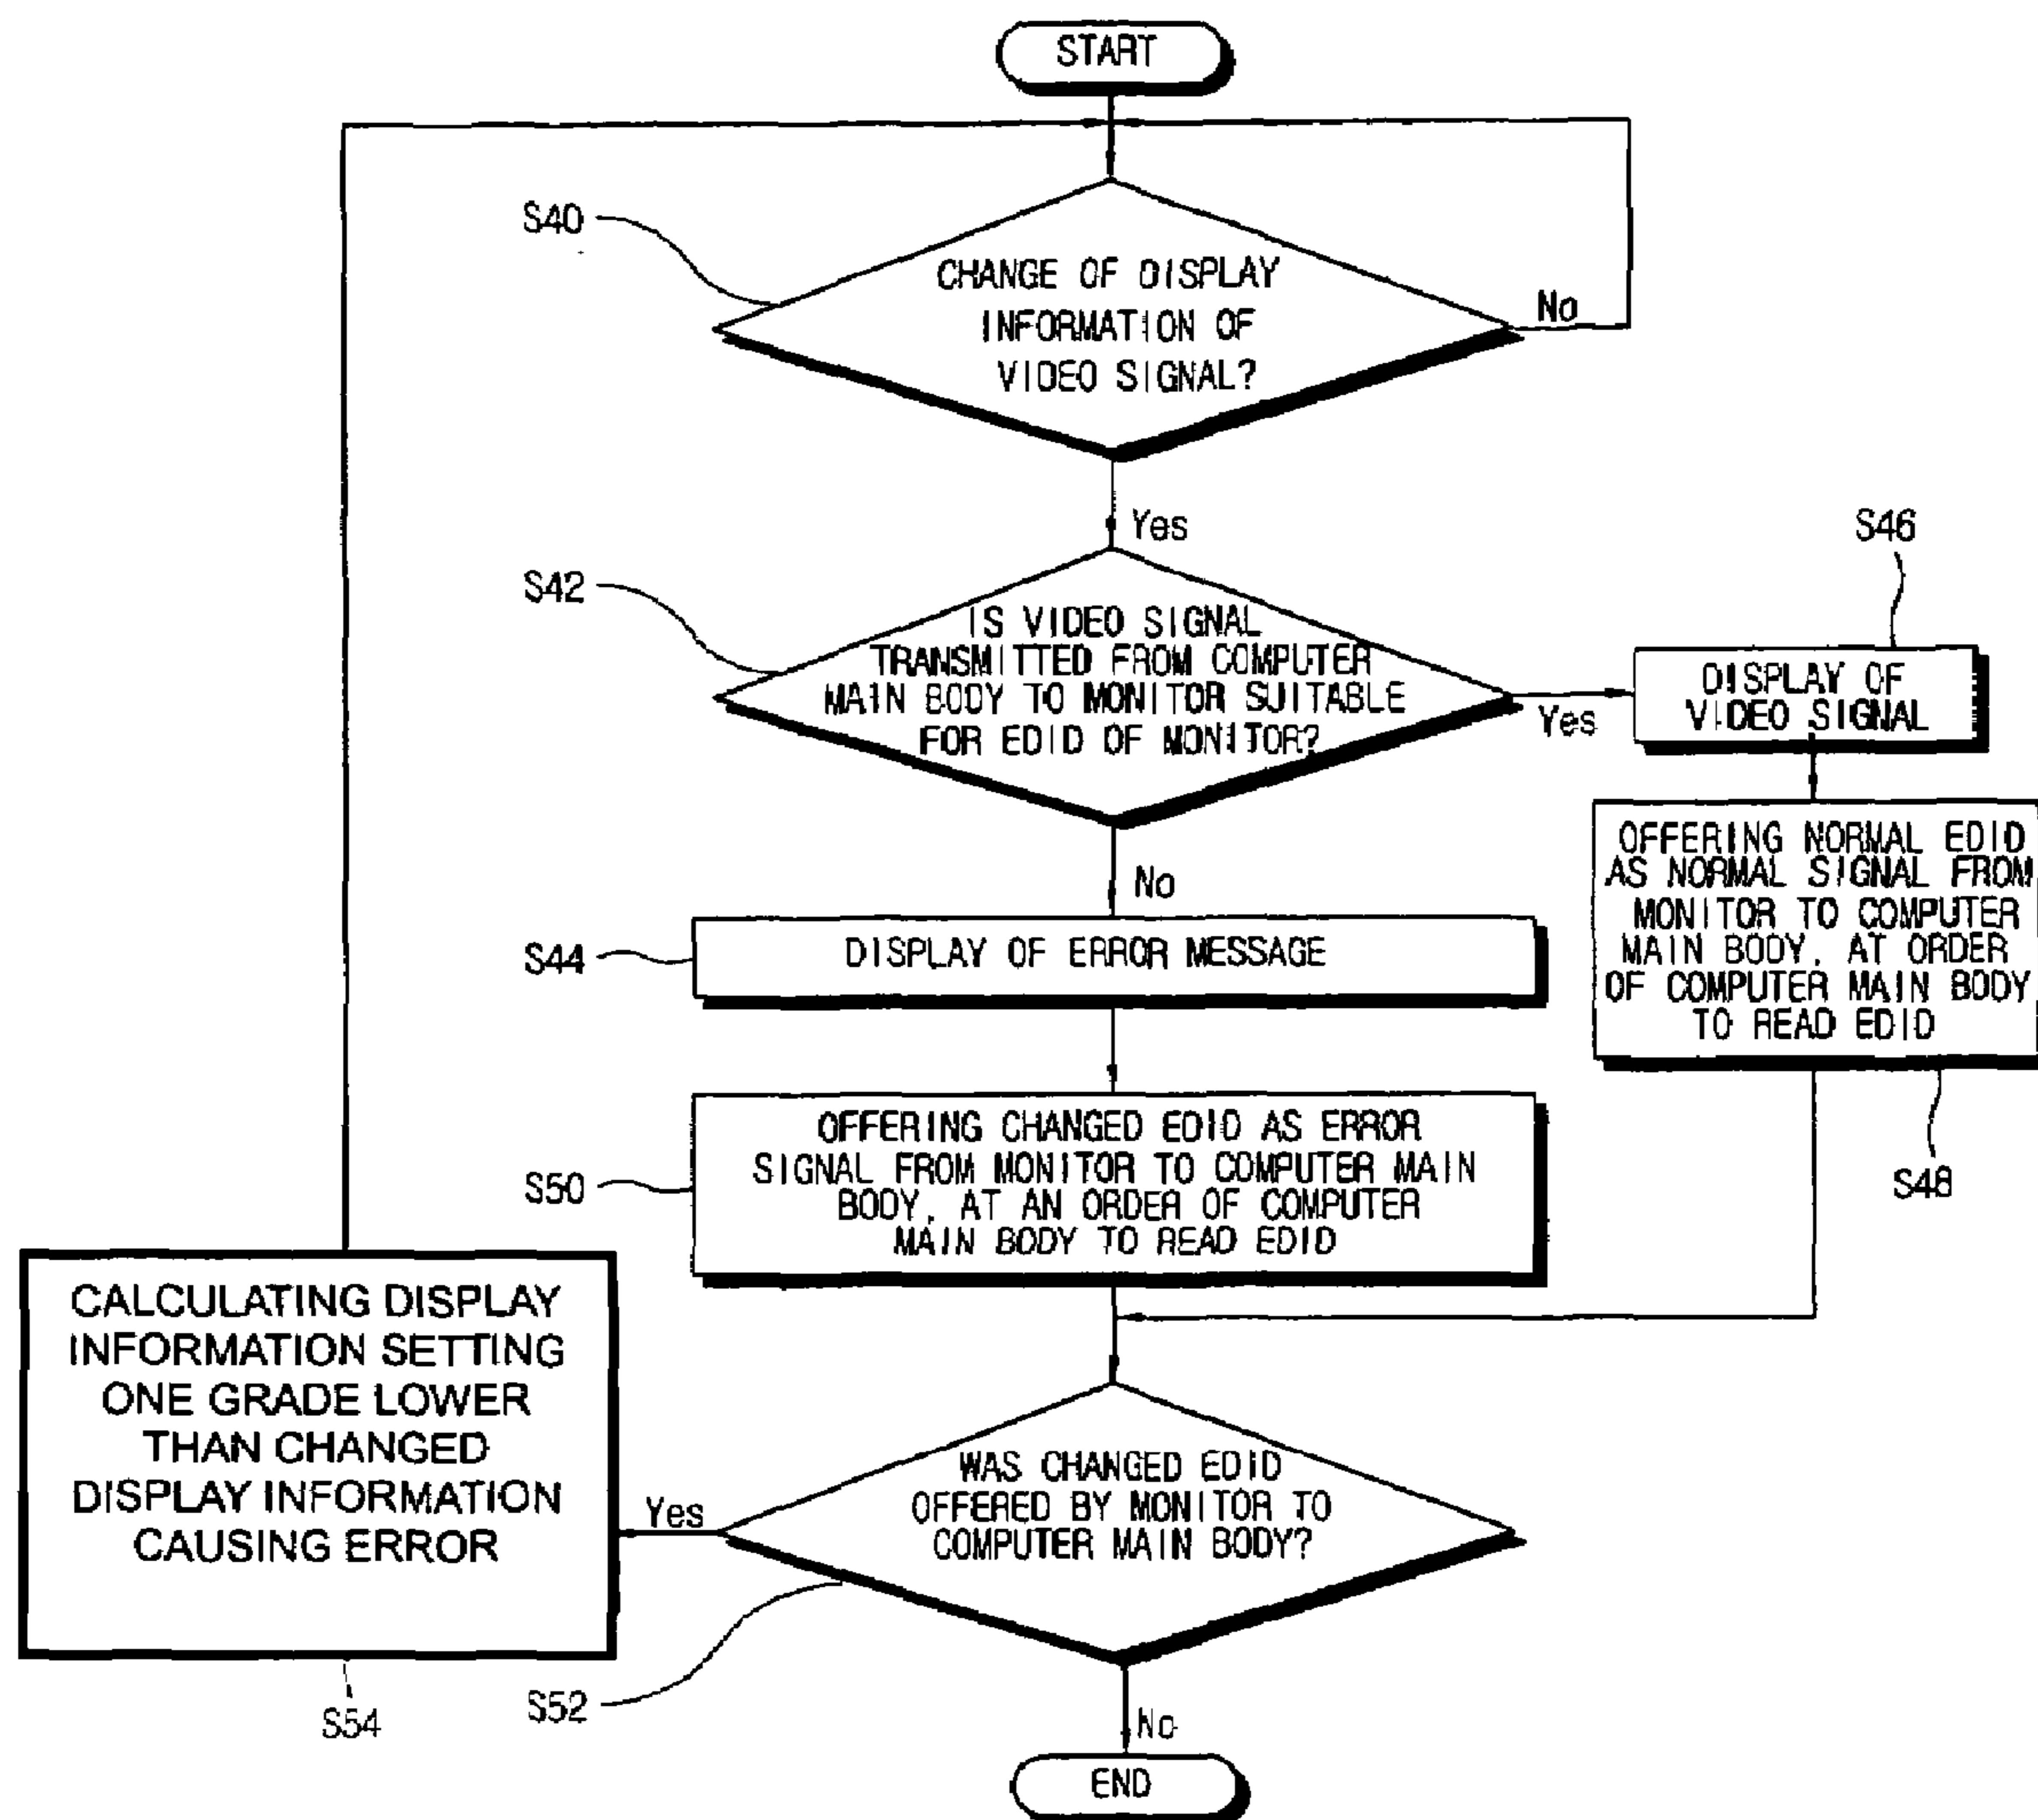 START
S40
CHANGE OF DISPLAY
INFORMATION OF
VIDEO SIGNAL?
No
Yes
S42
IS VIDEO SIGNAL
TRANSMITTED FROM COMPUTER
MAIN BODY TO MONITOR SUITABLE
FOR EDID OF MONITOR?
Yes
S46
DISPLAY OF
VIDEO SIGNAL
No
OFFERING NORMAL EDID
AS NORMAL SIGNAL FROM
MONITOR TO COMPUTER
MAIN BODY, AT ORDER
OF COMPUTER MAIN BODY
TO READ EDID
S48
S44
DISPLAY OF ERROR MESSAGE
S50
OFFERING CHANGED EDID AS ERROR
SIGNAL FROM MONITOR TO COMPUTER MAIN
BODY, AT AN ORDER OF COMPUTER
MAIN BODY TO READ EDID
CALCULATING DISPLAY
INFORMATION SETTING
ONE GRADE LOWER
THAN CHANGED
DISPLAY INFORMATION
CAUSING ERROR
S54
Yes
WAS CHANGED EDID
OFFERED BY MONITOR TO
COMPUTER MAIN BODY?
S52
No
END